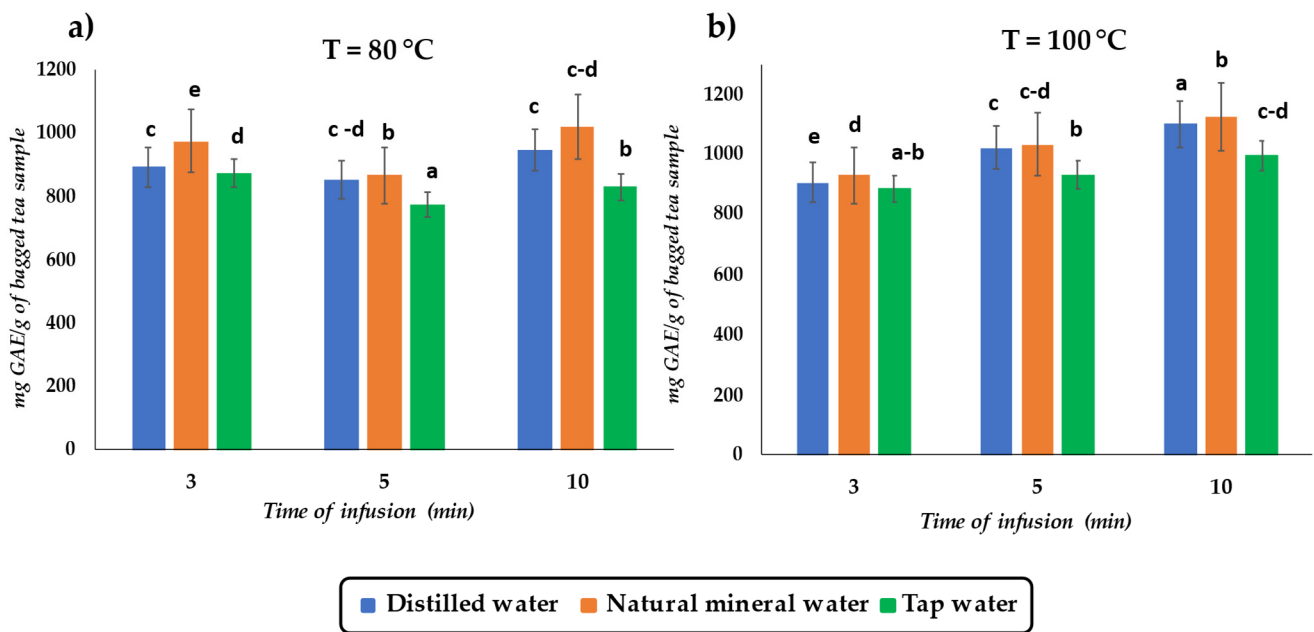 a)
T = 80 °C
mg GAE/g of bagged tea sample
1200
1000
800
600
400
200
0
c e d
c -d b a
c c-d b
3 5 10
Time of infusion (min)
b)
T = 100 °C
mg GAE/g of bagged tea sample
1200
1000
800
600
400
200
0
e d a-b
c c-d b
a b c-d
3 5 10
Time of infusion (min)
Distilled water Natural mineral water Tap water